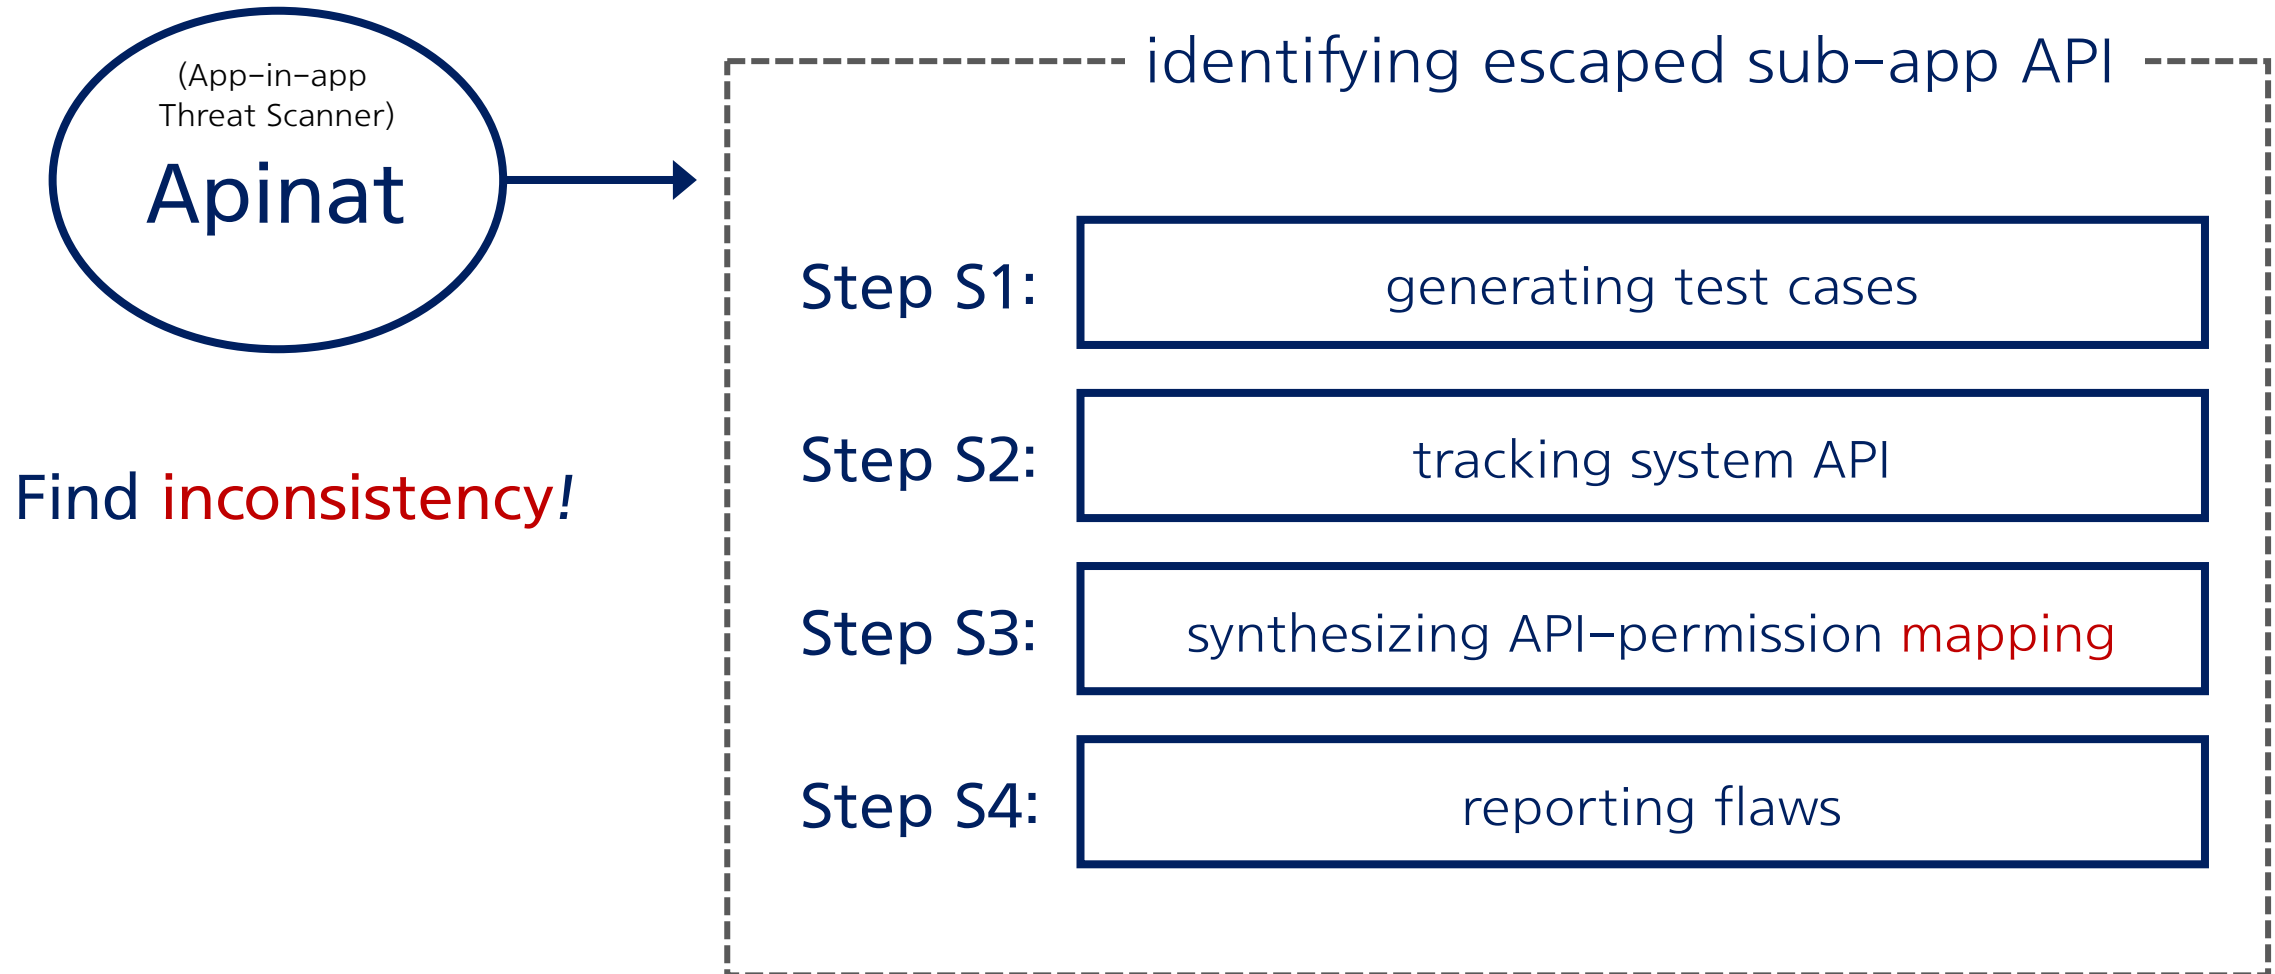 (App-in-app
Threat Scanner)
Apinat
Find inconsistency!
identifying escaped sub-app API
Step S1: generating test cases
Step S2: tracking system API
Step S3: synthesizing API-permission mapping
Step S4: reporting flaws